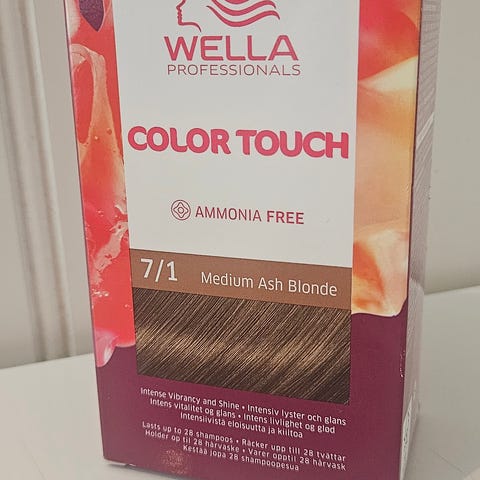 WELLA
PROFESSIONALS
COLOR TOUCH
AMMONIA FREE
7/1 Medium Ash Blonde
Intense Vibrancy and Shine • Intensiv lyster och glans
Intens vitalitet og glans • Intens livlighet og glød
Intensiivistä eloisuutta ja kiiltoa
Lasts up to 28 shampoos • Räcker upp till 28 tvättar
Holder op til 28 hårvaske • Varer opptil 28 hårvask
Kestää jopa 28 shampoopesua